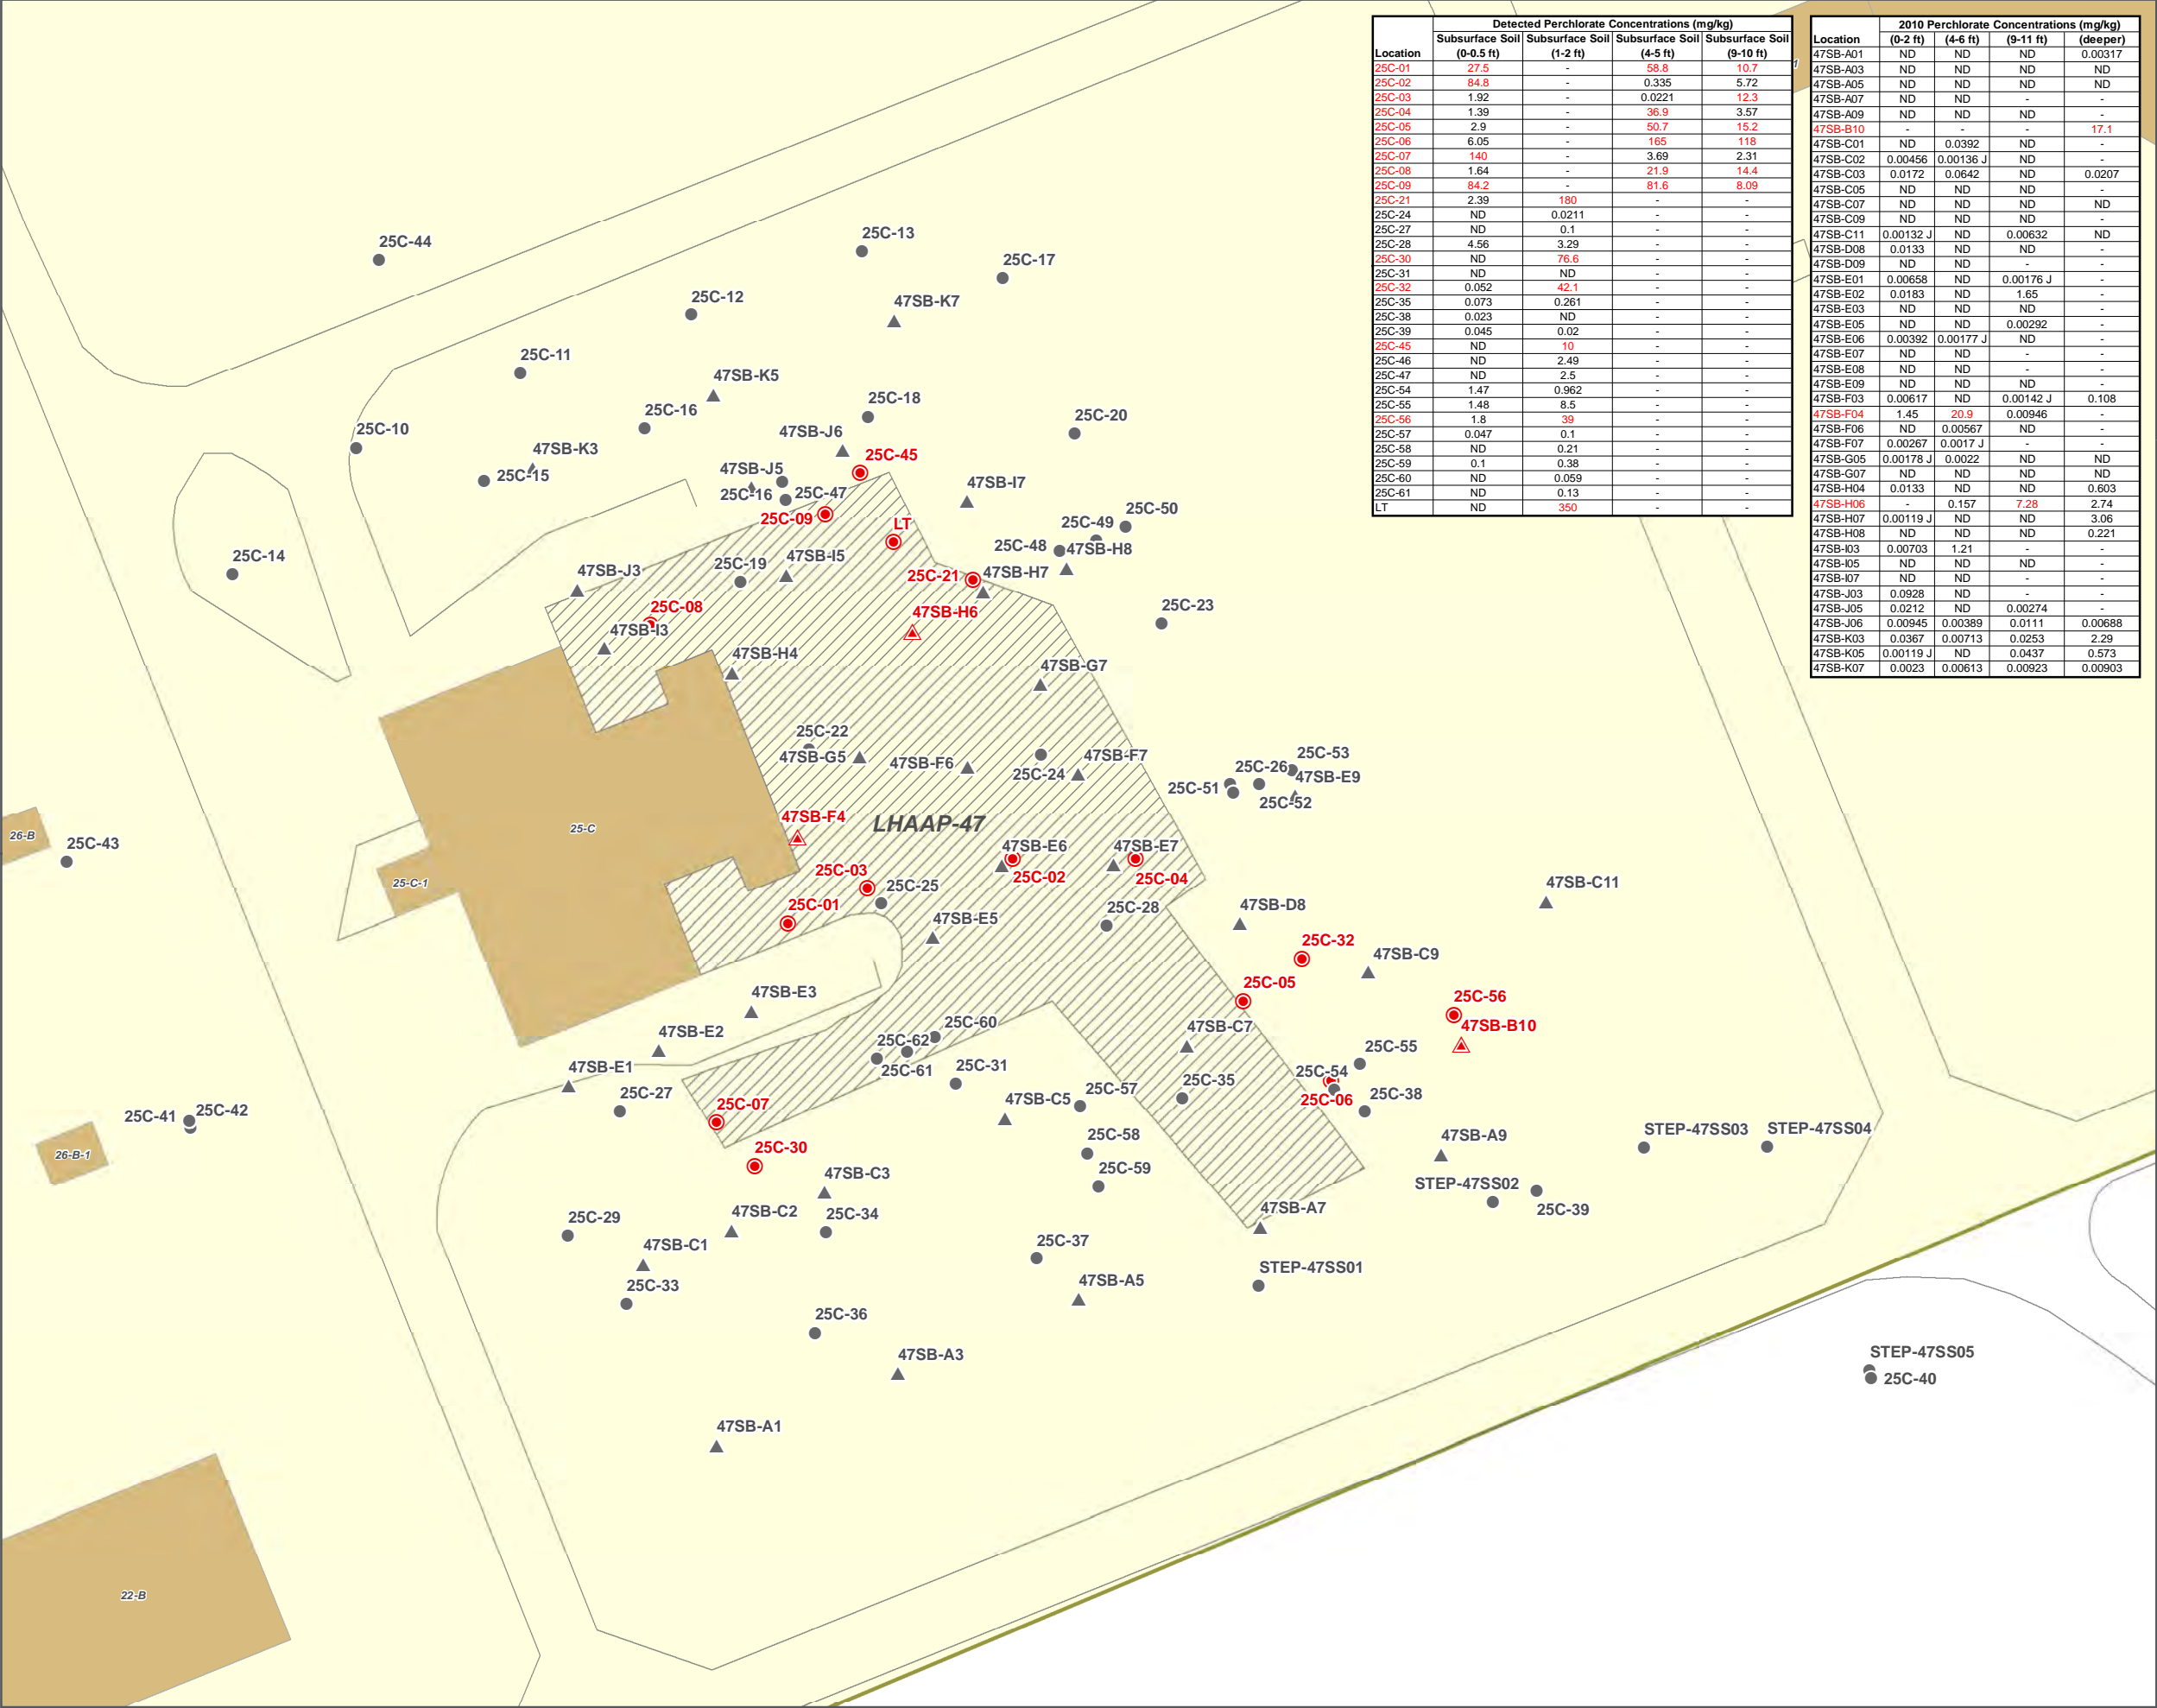 Detected Perchlorate Concentrations (mg/kg)
Location Subsurface Soil (0-0.5 ft) Subsurface Soil (1-2 ft) Subsurface Soil (4-5 ft) Subsurface Soil (9-10 ft)
25C-01 27.5 - 58.8 10.7
25C-02 84.8 - 0.335 5.72
25C-03 1.92 - 0.0221 12.3
25C-04 1.39 - 36.9 3.57
25C-05 2.9 - 50.7 15.2
25C-06 6.05 - 165 118
25C-07 140 - 3.69 2.31
25C-08 1.64 - 21.9 14.4
25C-09 84.2 - 81.6 8.09
25C-21 2.39 180 - -
25C-24 ND 0.0211 - -
25C-27 ND 0.1 - -
25C-28 4.56 3.29 - -
25C-30 ND 76.6 - -
25C-31 ND ND - -
25C-32 0.052 42.1 - -
25C-35 0.073 0.261 - -
25C-38 0.023 ND - -
25C-39 0.045 0.02 - -
25C-45 ND 10 - -
25C-46 ND 2.49 - -
25C-47 ND 2.5 - -
25C-54 1.47 0.962 - -
25C-55 1.48 8.5 - -
25C-56 1.8 39 - -
25C-57 0.047 0.1 - -
25C-58 ND 0.21 - -
25C-59 0.1 0.38 - -
25C-60 ND 0.059 - -
25C-61 ND 0.13 - -
LT ND 350 - -
2010 Perchlorate Concentrations (mg/kg)
Location (0-2 ft) (4-6 ft) (9-11 ft) (deeper)
47SB-A01 ND ND ND 0.00317
47SB-A03 ND ND ND ND
47SB-A05 ND ND ND ND
47SB-A07 ND ND - -
47SB-A09 ND ND ND -
47SB-B10 - - - 17.1
47SB-C01 ND 0.0392 ND -
47SB-C02 0.00456 0.00136 J ND -
47SB-C03 0.0172 0.0642 ND 0.0207
47SB-C05 ND ND ND -
47SB-C07 ND ND ND ND
47SB-C09 ND ND ND -
47SB-C11 0.00132 J ND 0.00632 ND
47SB-D08 0.0133 ND ND -
47SB-D09 ND ND - -
47SB-E01 0.00658 ND 0.00176 J -
47SB-E02 0.0183 ND 1.65 -
47SB-E03 ND ND ND -
47SB-E05 ND ND 0.00292 -
47SB-E06 0.00392 0.00177 J ND -
47SB-E07 ND ND - -
47SB-E08 ND ND - -
47SB-E09 ND ND ND -
47SB-F03 0.00617 ND 0.00142 J 0.108
47SB-F04 1.45 20.9 0.00946 -
47SB-F06 ND 0.00567 ND -
47SB-F07 0.00267 0.0017 J - -
47SB-G05 0.00178 J 0.0022 ND ND
47SB-G07 ND ND ND ND
47SB-H04 0.0133 ND ND 0.603
47SB-H06 - 0.157 7.28 2.74
47SB-H07 0.00119 J ND ND 3.06
47SB-H08 ND ND ND 0.221
47SB-I03 0.00703 1.21 - -
47SB-I05 ND ND ND -
47SB-I07 ND ND - -
47SB-J03 0.0928 ND - -
47SB-J05 0.0212 ND 0.00274 -
47SB-J06 0.00945 0.00389 0.0111 0.00688
47SB-K03 0.0367 0.00713 0.0253 2.29
47SB-K05 0.00119 J ND 0.0437 0.573
47SB-K07 0.0023 0.00613 0.00923 0.00903
25C-44
25C-13
25C-17
25C-12
47SB-K7
25C-11
47SB-K5
25C-16
25C-18
25C-10
25C-20
47SB-J6
47SB-K3
25C-15
25C-45
47SB-J5
25C-16
25C-47
47SB-I7
25C-09
25C-50
25C-49
LT
25C-48
47SB-H8
25C-14
25C-19
47SB-I5
47SB-J3
25C-21
47SB-H7
25C-08
47SB-H6
25C-23
47SB-I3
47SB-H4
47SB-G7
25C-22
47SB-G5
47SB-F6
25C-24
47SB-F7
25C-53
25C-26
25C-51
47SB-E9
25C-52
26-B
25C-43
25-C
47SB-F4
LHAAP-47
47SB-E6
25C-02
47SB-E7
25C-04
25C-03
25-C-1
25C-25
25C-01
47SB-C11
25C-28
47SB-D8
47SB-E5
25C-32
47SB-C9
25C-05
47SB-E3
25C-56
47SB-B10
25C-60
47SB-E2
25C-62
47SB-C7
25C-55
25C-61
25C-31
47SB-E1
25C-54
25C-06
25C-35
25C-38
25C-27
25C-57
47SB-C5
25C-07
25C-41
25C-42
26-B-1
25C-58
47SB-A9
STEP-47SS03
STEP-47SS04
25C-30
25C-59
47SB-C3
STEP-47SS02
25C-39
47SB-C2
25C-34
25C-29
47SB-A7
47SB-C1
25C-37
STEP-47SS01
25C-33
47SB-A5
25C-36
47SB-A3
STEP-47SS05
25C-40
47SB-A1
22-B